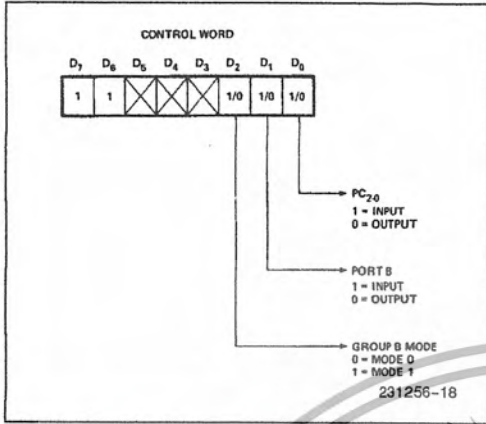 CONTROL WORD
D7 D6 D5 D4 D3 D2 D1 D0
1 1 1/0 1/0 1/0
PC2-0
1 = INPUT
0 = OUTPUT
PORT B
1 = INPUT
0 = OUTPUT
GROUP B MODE
0 = MODE 0
1 = MODE 1
231256-18